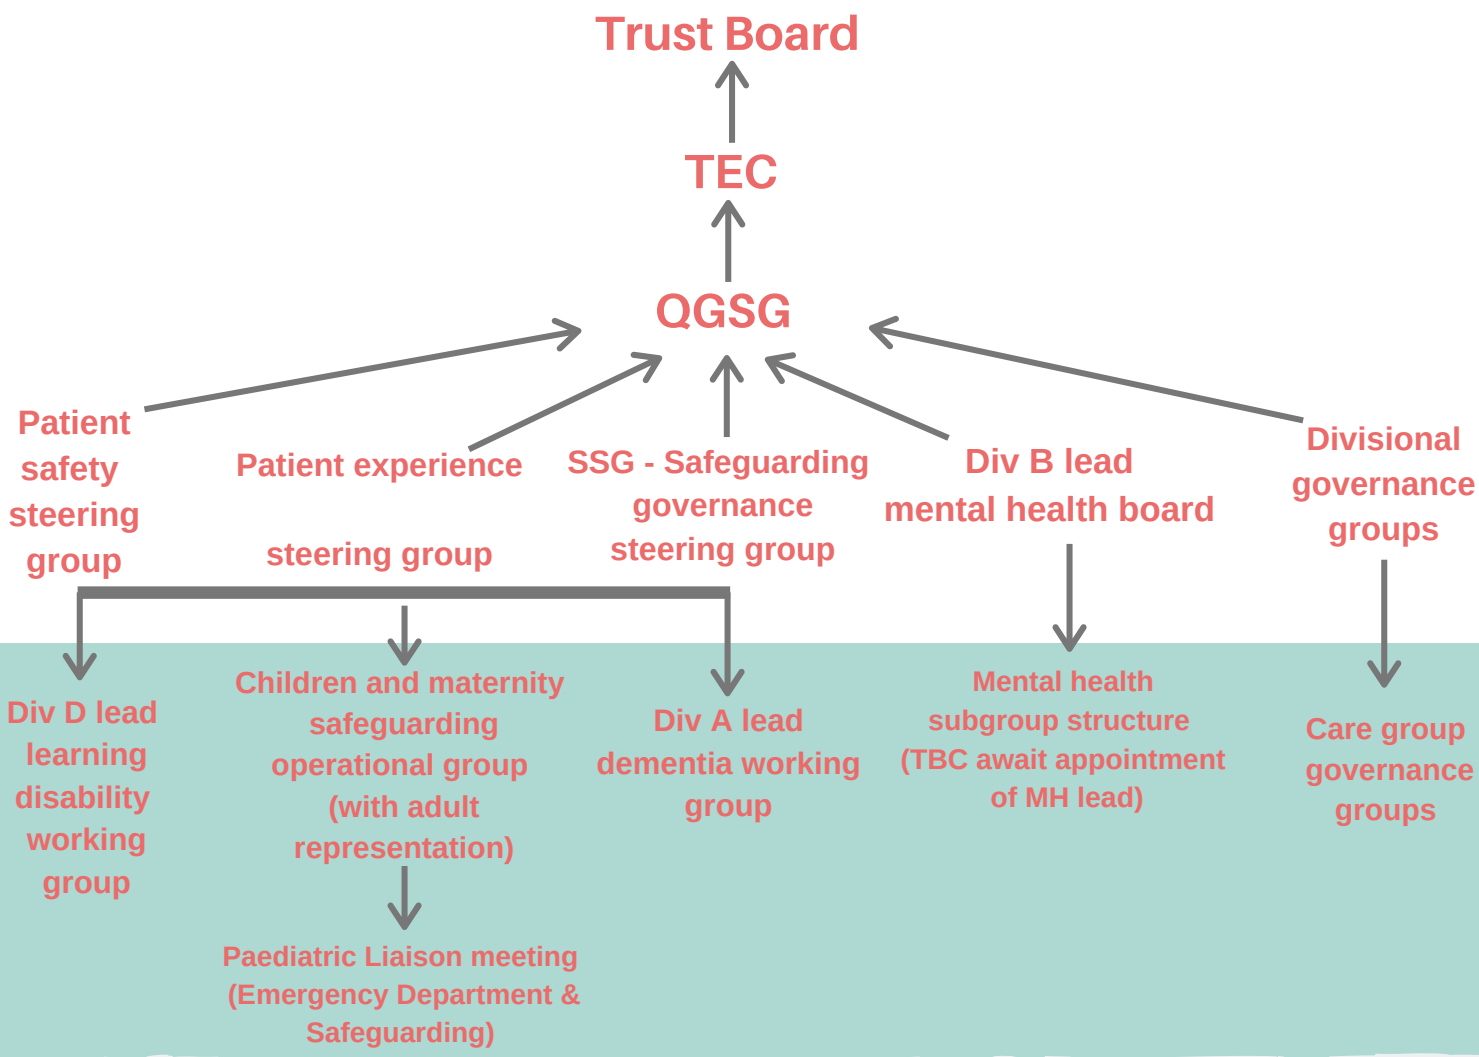 Trust Board
TEC
QGSG
Patient
safety
steering
group
Patient experience
steering group
SSG - Safeguarding
governance
steering group
Div B lead
mental health board
Divisional
governance
groups
Div D lead
learning
disability
working
group
Children and maternity
safeguarding
operational group
(with adult
representation)
Div A lead
dementia working
group
Mental health
subgroup structure
(TBC await appointment
of MH lead)
Care group
governance
groups
Paediatric Liaison meeting
(Emergency Department &
Safeguarding)